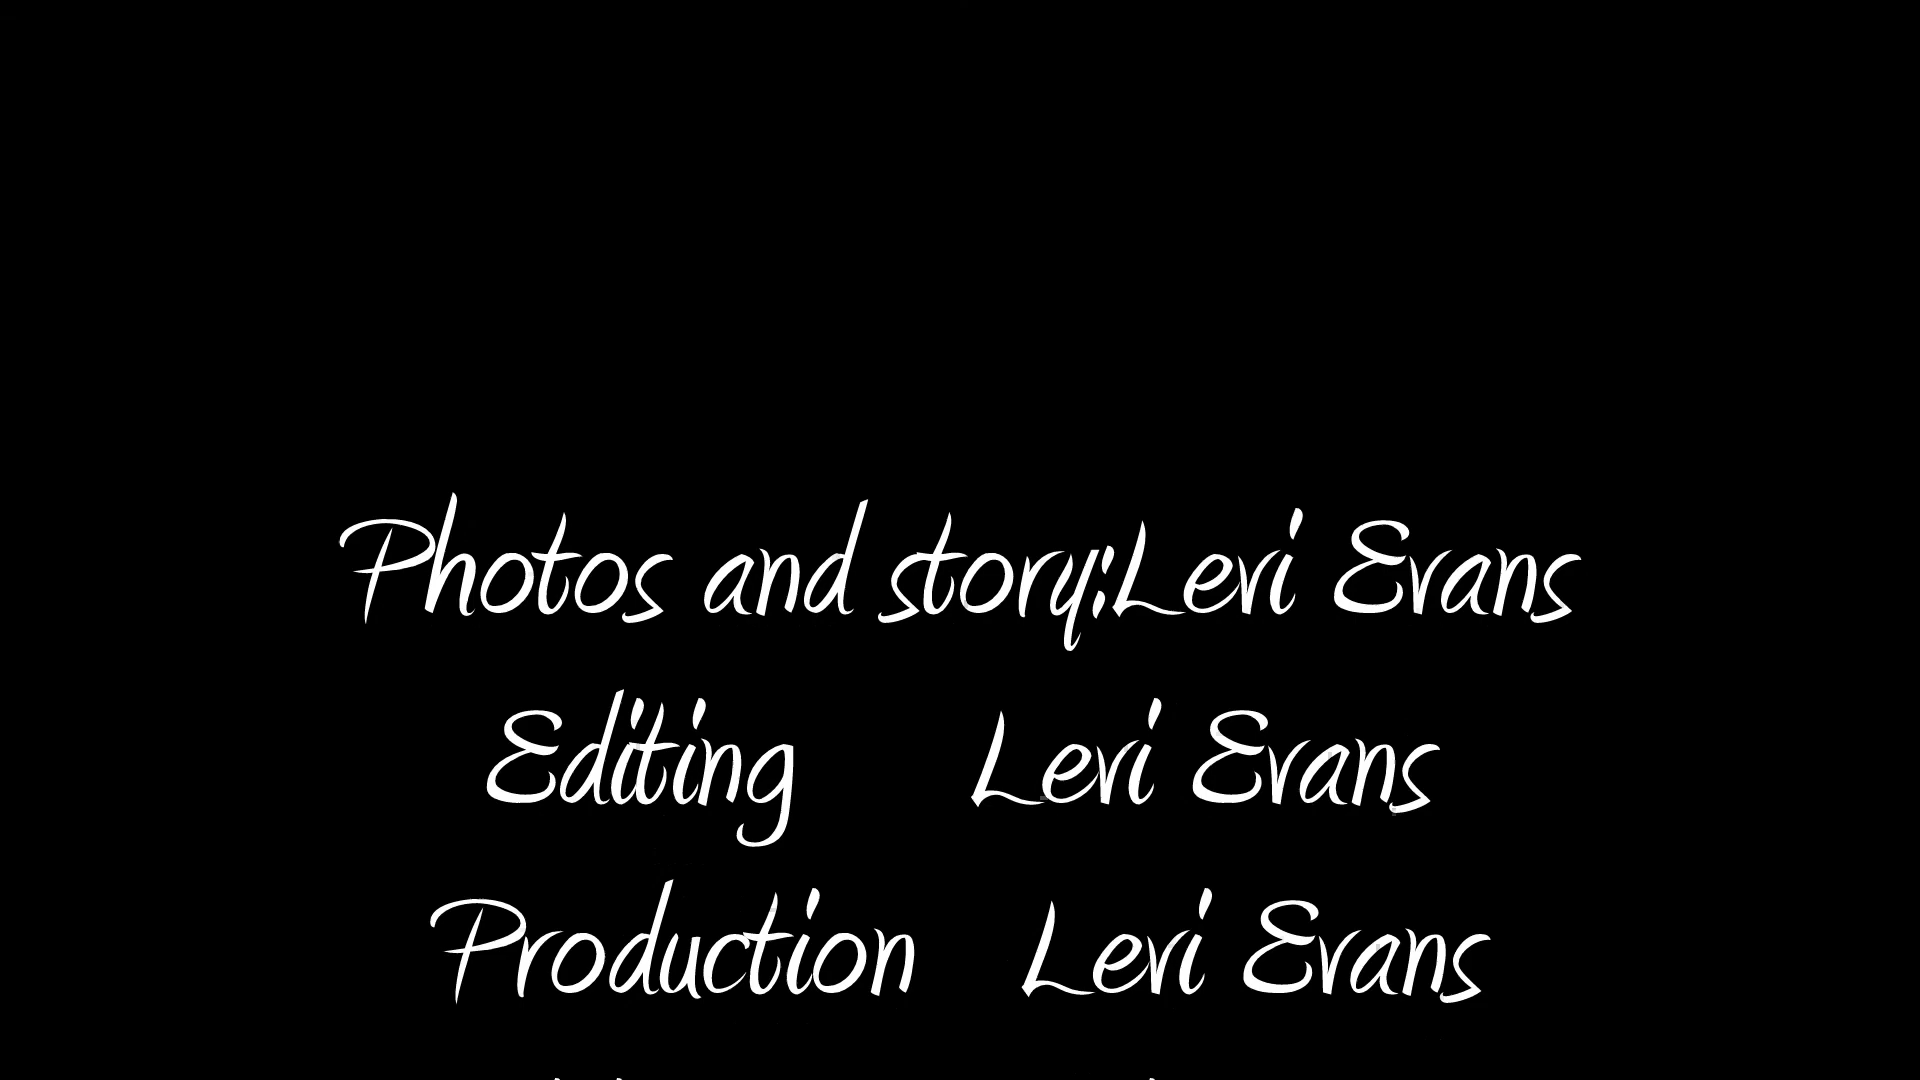 Photos and story:Levi Evans
Editing Levi Evans
Production Levi Evans